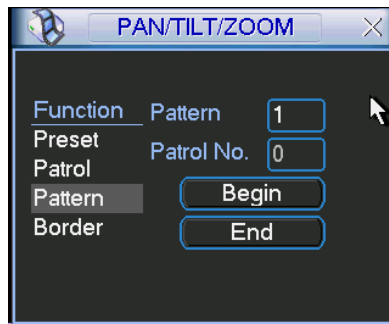 PAN/TILT/ZOOM
Function
Preset
Patrol
Pattern
Border
Pattern 1
Patrol No. 0
Begin
End